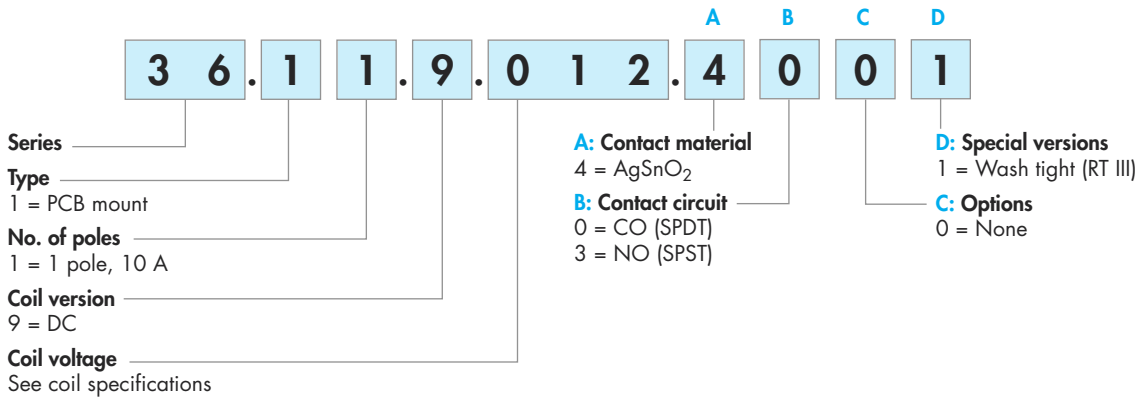 A B C D
3 6 . 1 1 . 9 . 0 1 2 . 4 0 0 1
Series
Type
1 = PCB mount
No. of poles
1 = 1 pole, 10 A
Coil version
9 = DC
Coil voltage
See coil specifications
A: Contact material
4 = AgSnO2
B: Contact circuit
0 = CO (SPDT)
3 = NO (SPST)
D: Special versions
1 = Wash tight (RT III)
C: Options
0 = None